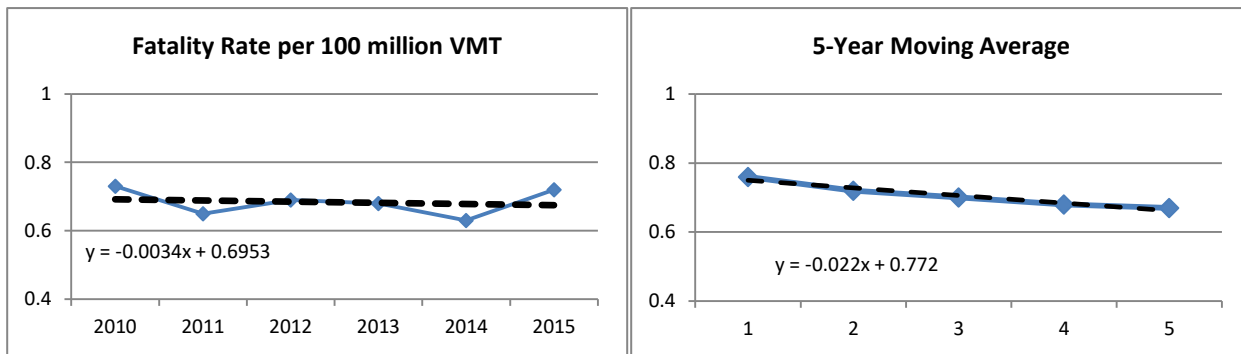 Fatality Rate per 100 million VMT
1
0.8
0.6
0.4
y = -0.0034x + 0.6953
2010 2011 2012 2013 2014 2015
5-Year Moving Average
1
0.8
0.6
0.4
y = -0.022x + 0.772
1 2 3 4 5